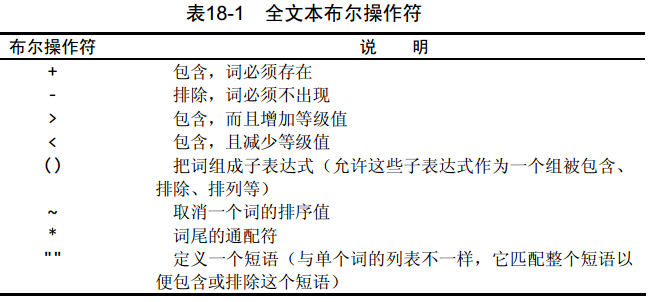 表18-1 全文本布尔操作符
布尔操作符 说 明
+ 包含，词必须存在
- 排除，词必须不出现
> 包含，而且增加等级值
< 包含，且减少等级值
() 把词组成子表达式（允许这些子表达式作为一个组被包含、
排除、排列等）
~ 取消一个词的排序值
* 词尾的通配符
"" 定义一个短语（与单个词的列表不一样，它匹配整个短语以
便包含或排除这个短语）